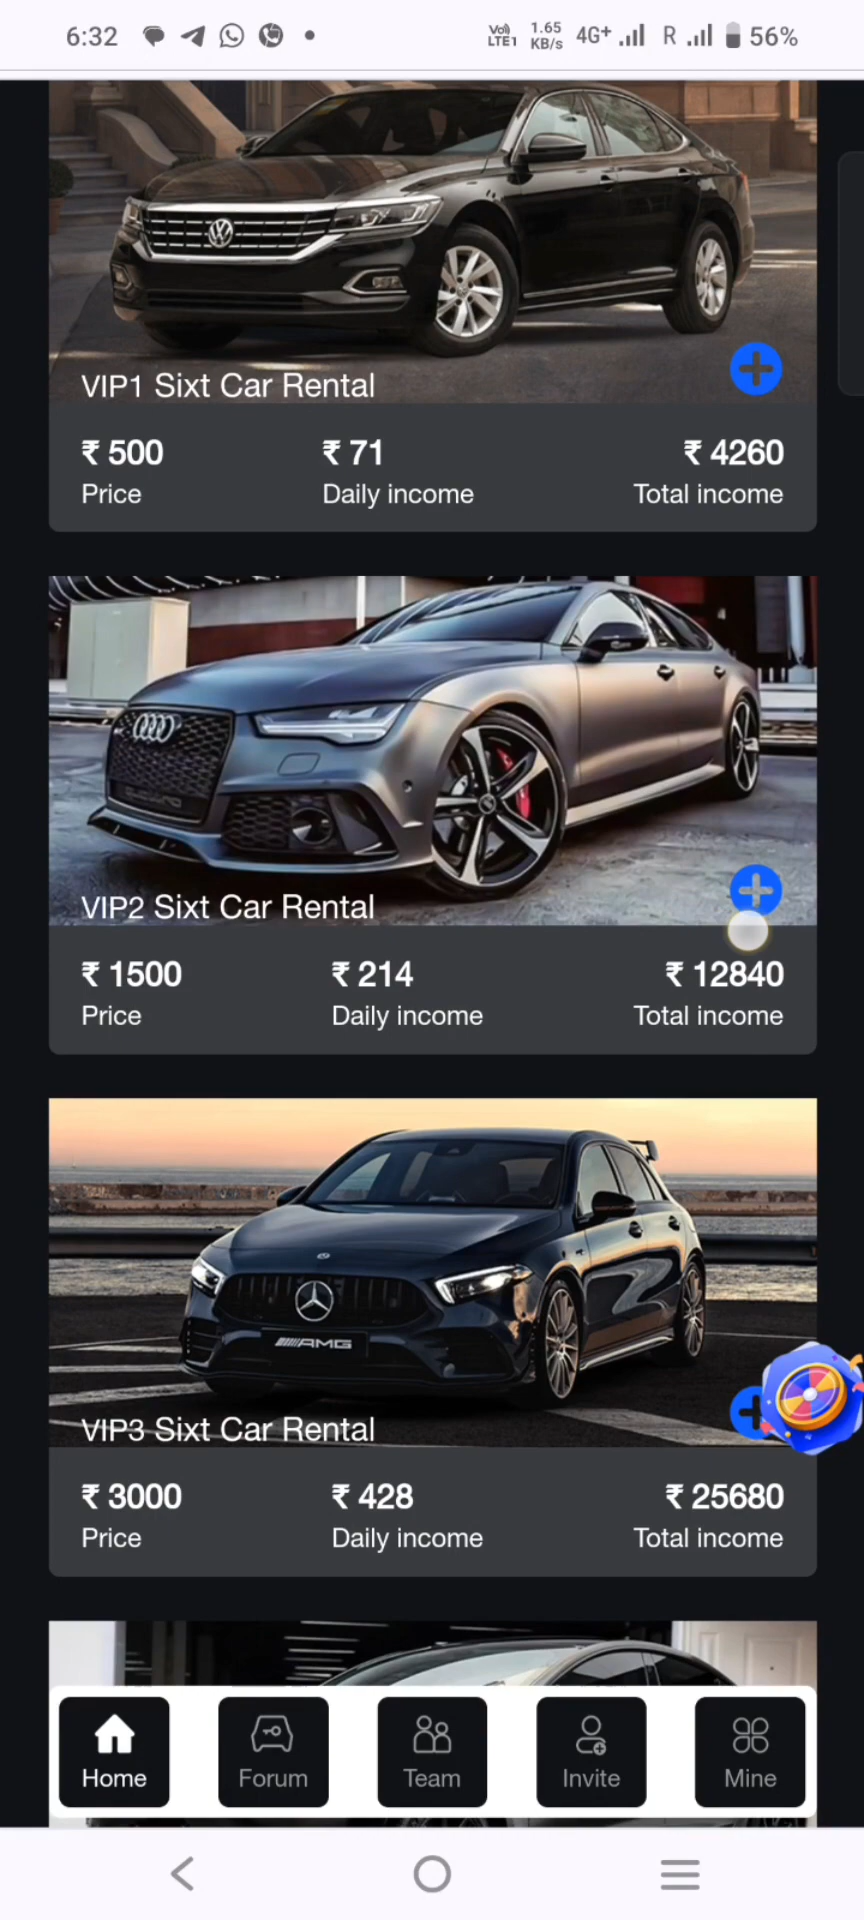 6:32 Vo) LTE1 1.65 KB/s 4G+ R 56%
VIP1 Sixt Car Rental
₹ 500 ₹ 71 ₹ 4260
Price Daily income Total income
VIP2 Sixt Car Rental
₹ 1500 ₹ 214 ₹ 12840
Price Daily income Total income
AMG
VIP3 Sixt Car Rental
₹ 3000 ₹ 428 ₹ 25680
Price Daily income Total income
Home Forum Team Invite Mine